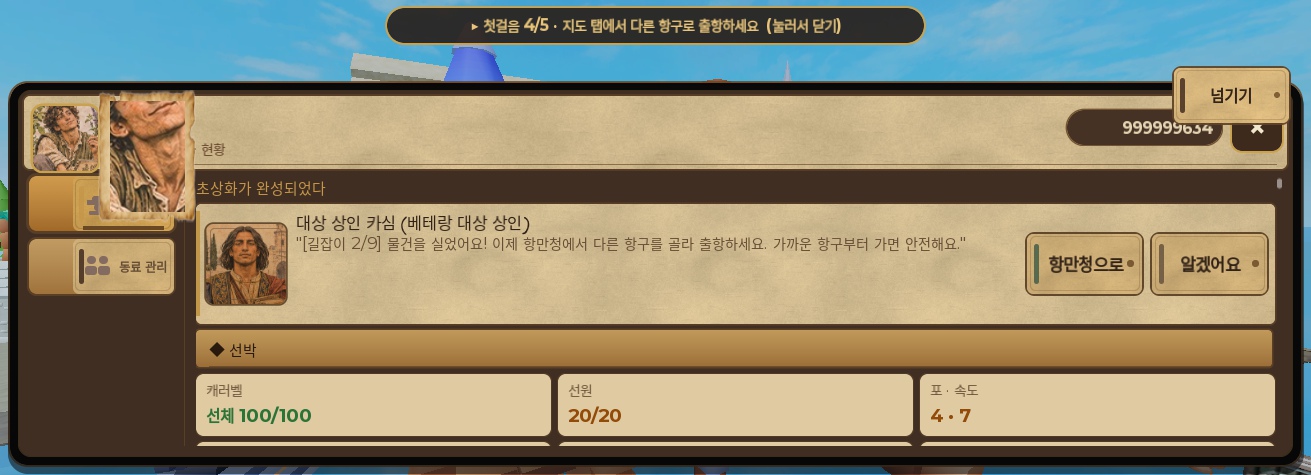 ▸ 첫걸음 4/5 · 지도 탭에서 다른 항구로 출항하세요 (눌러서 닫기)
넘기기
999999634
×
현황
초상화가 완성되었다
대상 상인 카심 (베테랑 대상 상인)
"[길잡이 2/9] 물건을 실었어요! 이제 항만청에서 다른 항구를 골라 출항하세요. 가까운 항구부터 가면 안전해요."
항만청으로
알겠어요
동료 관리
◆ 선박
캐러벨
선체 100/100
선원
20/20
포 · 속도
4 · 7